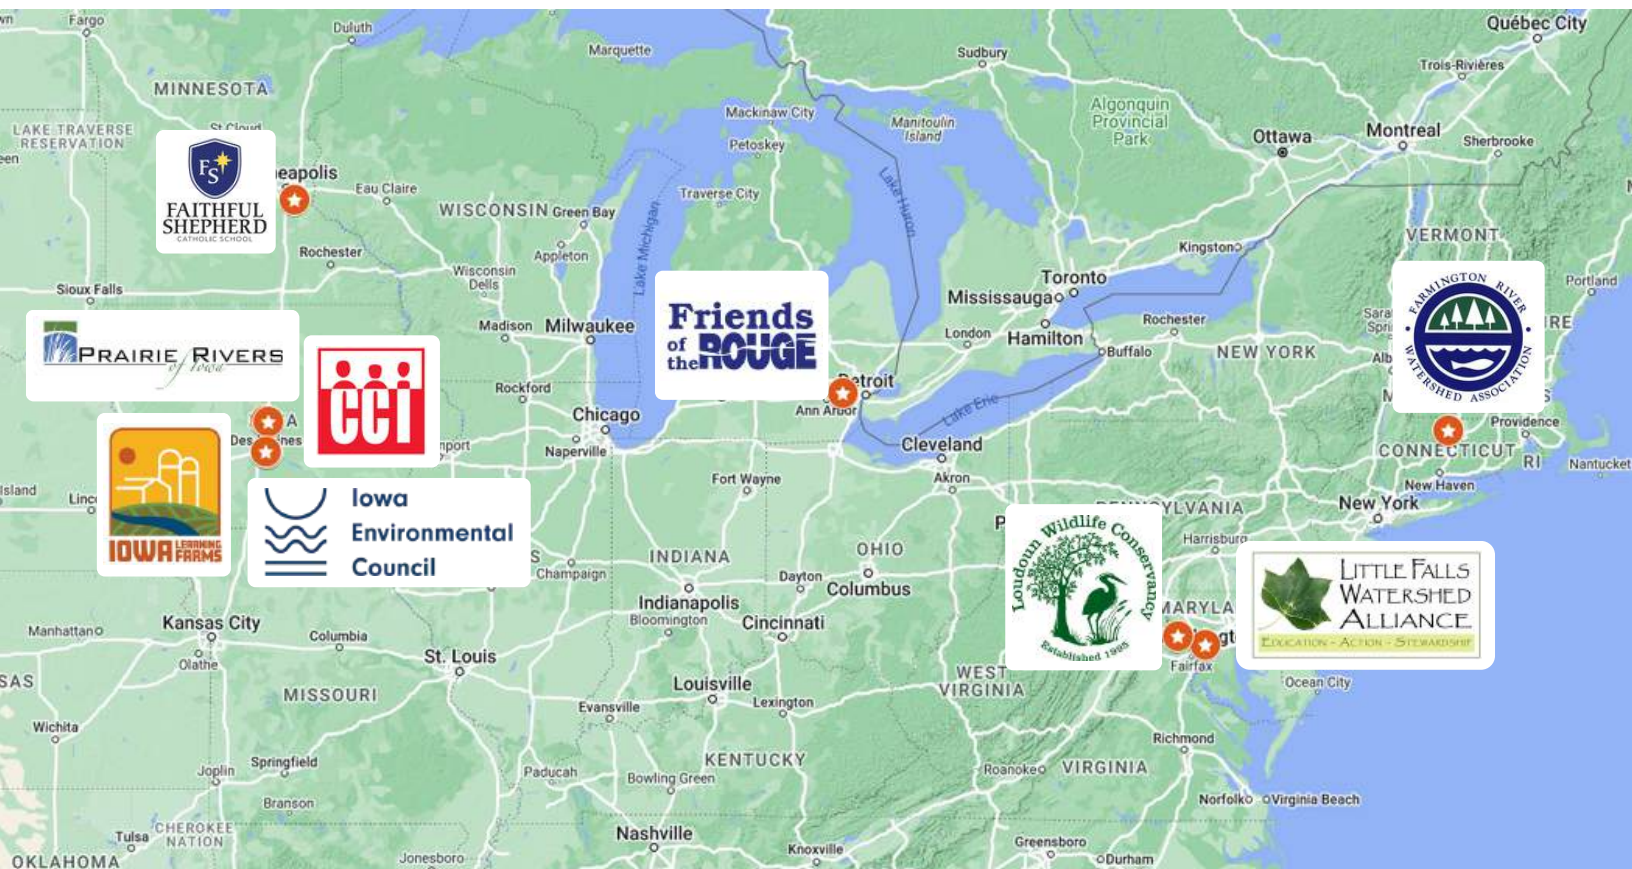 Fargo
Duluth
Marquette
Sudbury
Québec City
Trois-Rivières
MINNESOTA
Mackinaw City
Manitoulin
Island
Algonquin
Provincial
Park
Ottawa
Montreal
Sherbrooke
LAKE TRAVERSE
RESERVATION
St Cloud
Petoskey
FS
FAITHFUL
SHEPHERD
CATHOLIC SCHOOL
eapolis
Eau Claire
WISCONSIN
Green Bay
Traverse City
Lake Michigan
Lake Huron
Kingston
VERMONT
Rochester
Appleton
Wisconsin
Dells
Toronto
Mississauga
Portland
Sioux Falls
Madison
Milwaukee
Friends
of the ROUGE
London
Hamilton
Rochester
Buffalo
NEW YORK
FARMINGTON RIVER
WATERSHED ASSOCIATION
PRAIRIE RIVERS
of Iowa
CCI
Rockford
Chicago
Naperville
Detroit
Ann Arbor
Lake Erie
Cleveland
Akron
Providence
CONNECTICUT
RI
Nantucket
New Haven
New York
Fort Wayne
IOWA LEARNING
FARMS
Iowa
Environmental
Council
Champaign
INDIANA
OHIO
Dayton
Columbus
Indianapolis
Bloomington
Cincinnati
Harrisburg
Loudoun Wildlife Conservancy
Established 1995
LITTLE FALLS
WATERSHED
ALLIANCE
EDUCATION - ACTION - STEWARDSHIP
Manhattan
Kansas City
Olathe
Columbia
St. Louis
MISSOURI
Louisville
Evansville
Lexington
WEST
VIRGINIA
Fairfax
Ocean City
Wichita
Richmond
KENTUCKY
Joplin
Springfield
Paducah
Bowling Green
Roanoke
VIRGINIA
Branson
Norfolk
Virginia Beach
Tulsa
CHEROKEE
NATION
Nashville
Knoxville
Greensboro
Durham
OKLAHOMA
Jonesboro